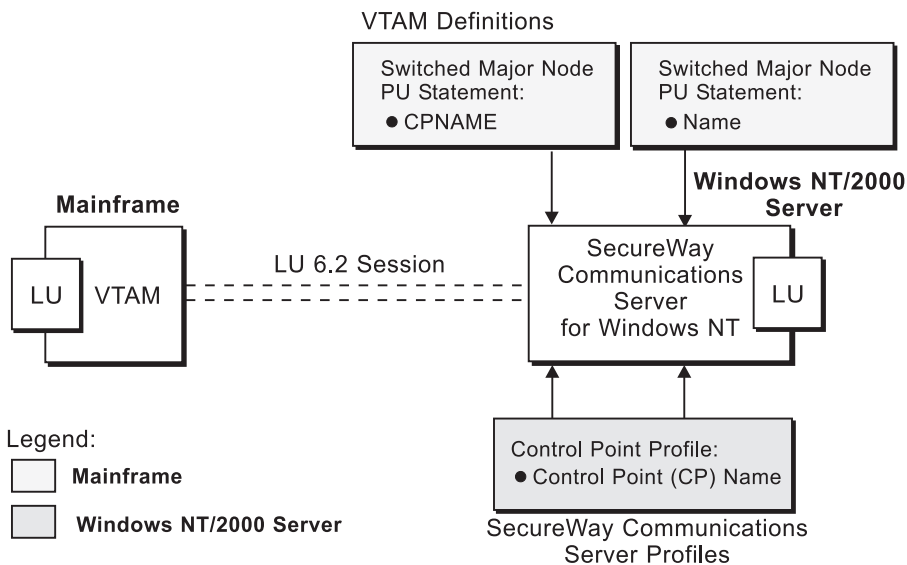 VTAM Definitions
Switched Major Node
PU Statement:
● CPNAME
Switched Major Node
PU Statement:
● Name
Windows NT/2000
Server
Mainframe
LU
VTAM
LU 6.2 Session
SecureWay
Communications
Server
for Windows NT
LU
Legend:
Mainframe
Windows NT/2000 Server
Control Point Profile:
● Control Point (CP) Name
SecureWay Communications
Server Profiles